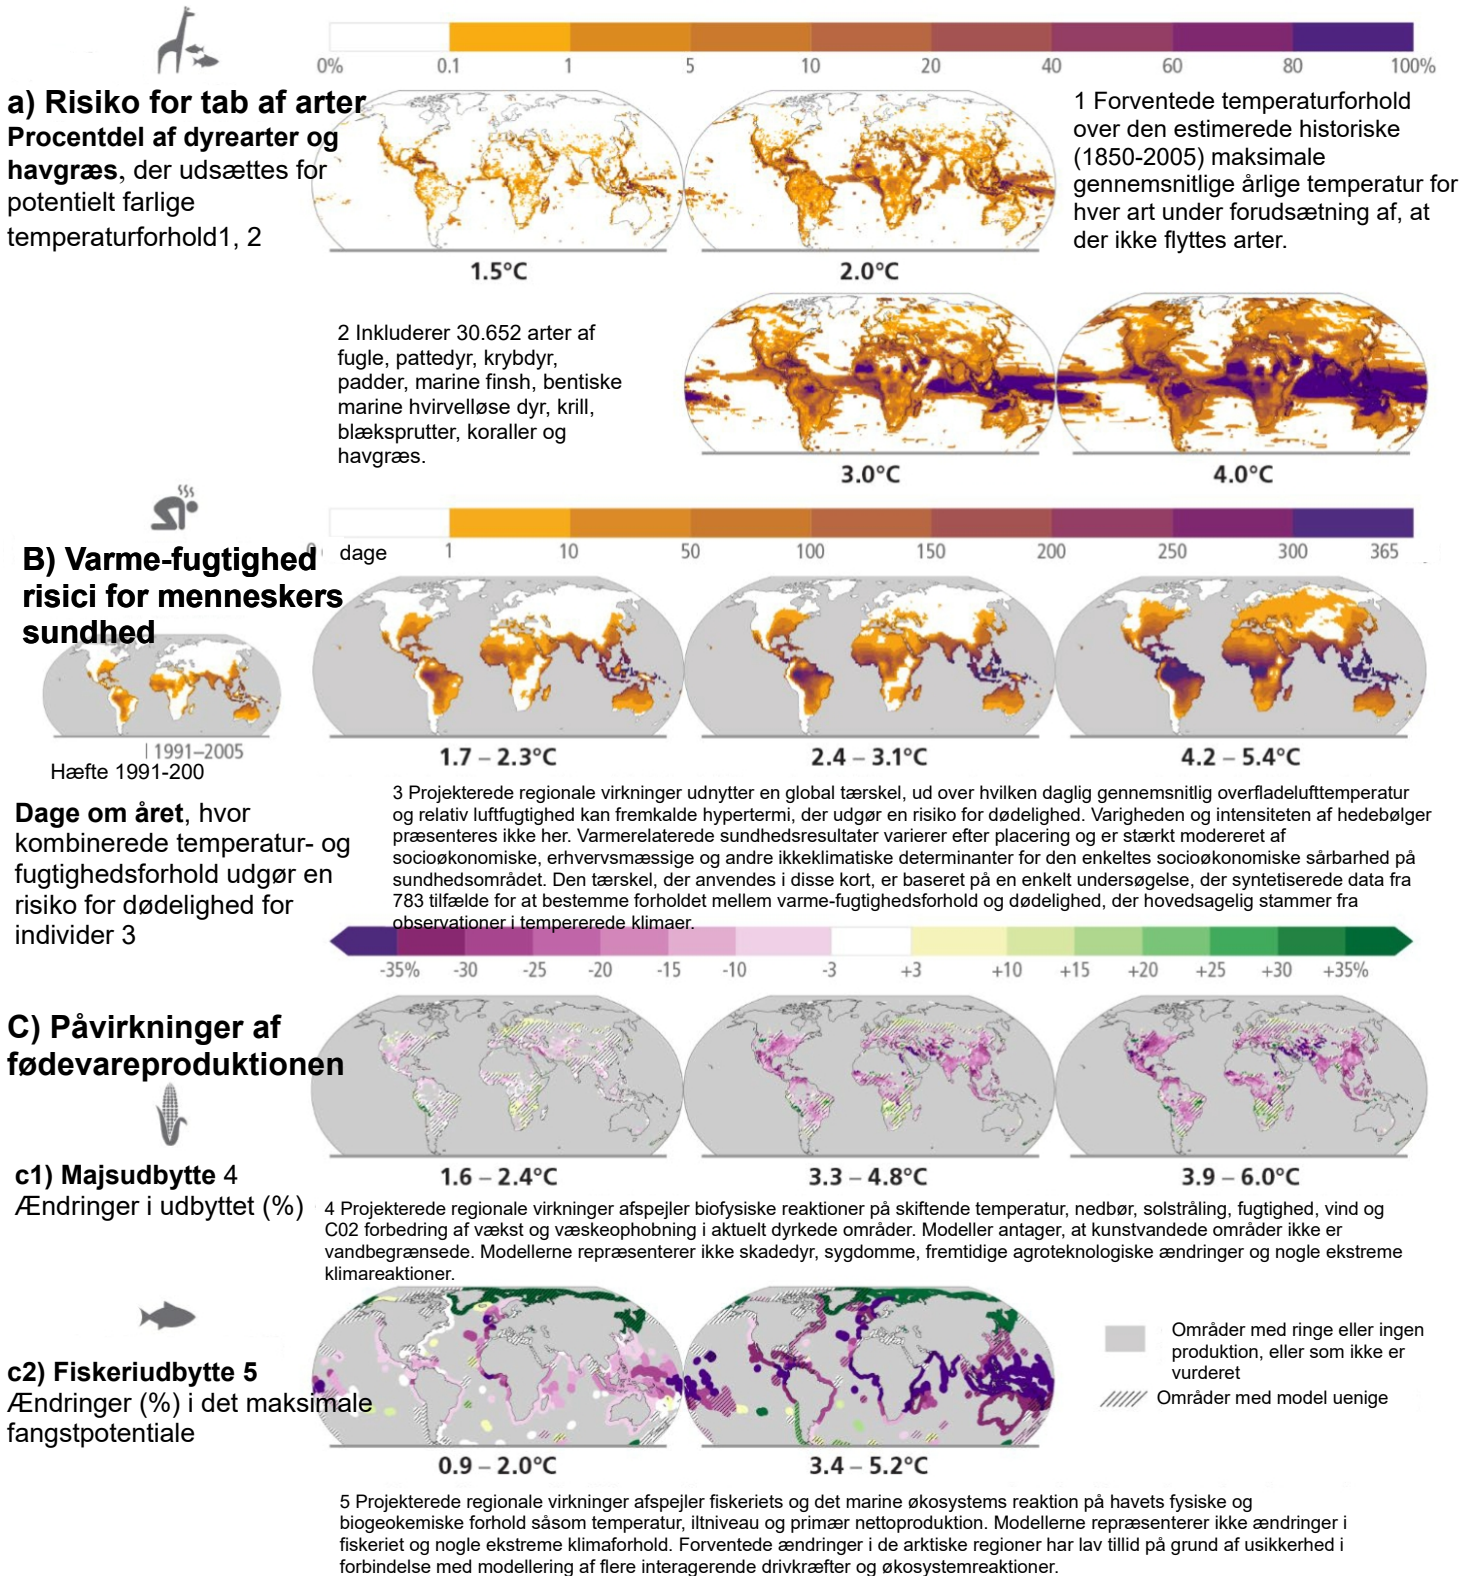 0% 0.1 1 5 10 20 40 60 80 100%
a) Risiko for tab af arter
Procentdel af dyrearter og
havgræs, der udsættes for
potentielt farlige
temperaturforhold1, 2
1.5°C
2.0°C
1 Forventede temperaturforhold
over den estimerede historiske
(1850-2005) maksimale
gennemsnitlige årlige temperatur for
hver art under forudsætning af, at
der ikke flyttes arter.
2 Inkluderer 30.652 arter af
fugle, pattedyr, krybdyr,
padder, marine finsh, bentiske
marine hvirvelløse dyr, krill,
blæksprutter, koraller og
havgræs.
3.0°C
4.0°C
0 dage 1 10 50 100 150 200 250 300 365
B) Varme-fugtighed
risici for menneskers
sundhed
1991–2005
Hæfte 1991-200
1.7 – 2.3°C
2.4 – 3.1°C
4.2 – 5.4°C
Dage om året, hvor
kombinerede temperatur- og
fugtighedsforhold udgør en
risiko for dødelighed for
individer 3
3 Projekterede regionale virkninger udnytter en global tærskel, ud over hvilken daglig gennemsnitlig overfladelufttemperatur
og relativ luftfugtighed kan fremkalde hypertermi, der udgør en risiko for dødelighed. Varigheden og intensiteten af hedebølger
præsenteres ikke her. Varmerelaterede sundhedsresultater varierer efter placering og er stærkt modereret af
socioøkonomiske, erhvervsmæssige og andre ikkeklimatiske determinanter for den enkeltes socioøkonomiske sårbarhed på
sundhedsområdet. Den tærskel, der anvendes i disse kort, er baseret på en enkelt undersøgelse, der syntetiserede data fra
783 tilfælde for at bestemme forholdet mellem varme-fugtighedsforhold og dødelighed, der hovedsagelig stammer fra
observationer i tempererede klimaer.
-35% -30 -25 -20 -15 -10 -3 +3 +10 +15 +20 +25 +30 +35%
C) Påvirkninger af
fødevareproduktionen
c1) Majsudbytte 4
Ændringer i udbyttet (%)
1.6 – 2.4°C
3.3 – 4.8°C
3.9 – 6.0°C
4 Projekterede regionale virkninger afspejler biofysiske reaktioner på skiftende temperatur, nedbør, solstråling, fugtighed, vind og
C02 forbedring af vækst og væskeophobning i aktuelt dyrkede områder. Modeller antager, at kunstvandede områder ikke er
vandbegrænsede. Modellerne repræsenterer ikke skadedyr, sygdomme, fremtidige agroteknologiske ændringer og nogle ekstreme
klimareaktioner.
c2) Fiskeriudbytte 5
Ændringer (%) i det maksimale
fangstpotentiale
0.9 – 2.0°C
3.4 – 5.2°C
Områder med ringe eller ingen
produktion, eller som ikke er
vurderet
Områder med model uenige
5 Projekterede regionale virkninger afspejler fiskeriets og det marine økosystems reaktion på havets fysiske og
biogeokemiske forhold såsom temperatur, iltniveau og primær nettoproduktion. Modellerne repræsenterer ikke ændringer i
fiskeriet og nogle ekstreme klimaforhold. Forventede ændringer i de arktiske regioner har lav tillid på grund af usikkerhed i
forbindelse med modellering af flere interagerende drivkræfter og økosystemreaktioner.